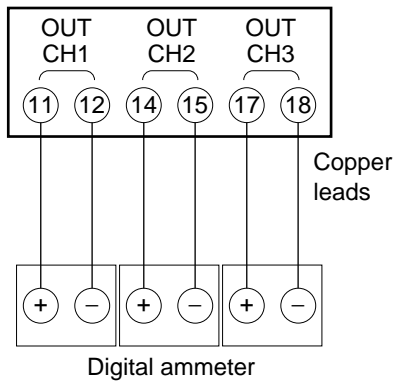 OUT OUT OUT
CH1 CH2 CH3
11 12 14 15 17 18
Copper
leads
+ − + − + −
Digital ammeter